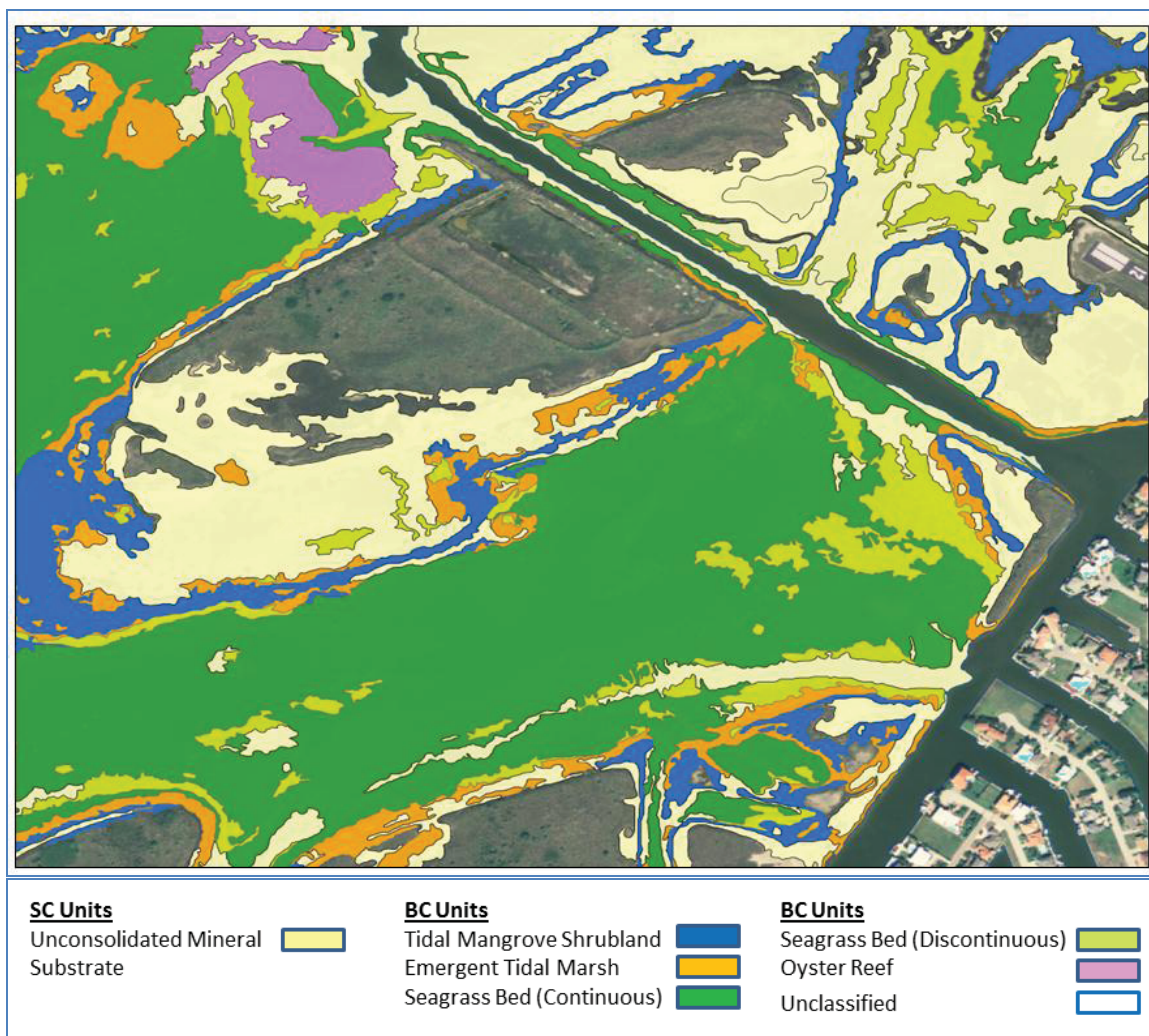 SC Units
Unconsolidated Mineral
Substrate
BC Units
Tidal Mangrove Shrubland
Emergent Tidal Marsh
Seagrass Bed (Continuous)
BC Units
Seagrass Bed (Discontinuous)
Oyster Reef
Unclassified